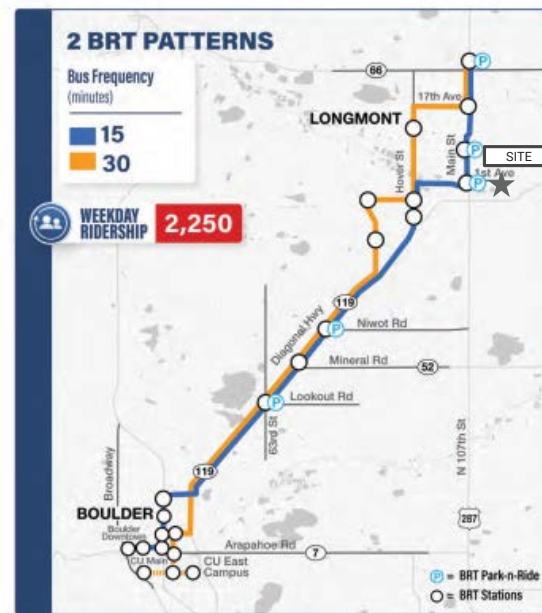 2 BRT PATTERNS
Bus Frequency
(minutes)
15
30
WEEKDAY
RIDERSHIP
2,250
66
17th Ave
LONGMONT
Hover St
Main St
P
P
SITE
1st Ave
P
119
Diagonal Hwy
P
Niwot Rd
Mineral Rd
52
P
Lookout Rd
63rd St
N 107th St
119
Broadway
BOULDER
Boulder
Downtown
287
Arapahoe Rd
7
CU Main
CU East
Campus
P = BRT Park-n-Ride
= BRT Stations